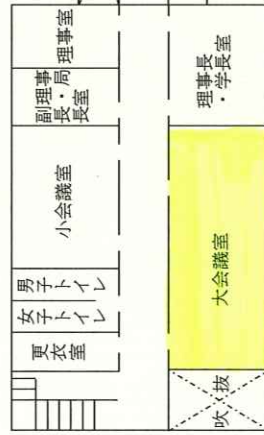 理事室
副理事
長・局
長室
小会議室
男子トイレ
女子トイレ
更衣室
理事長
・学長室
大会議室
吹抜